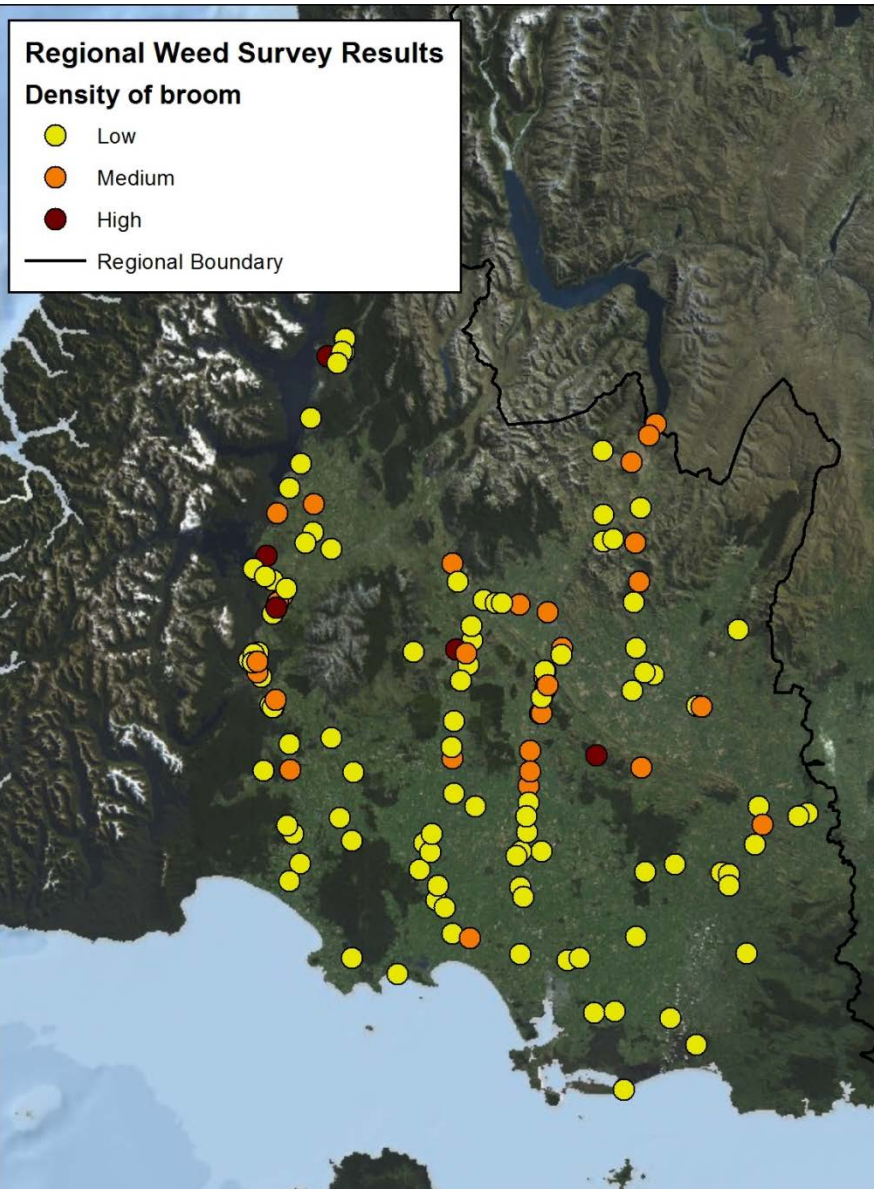 Regional Weed Survey Results
Density of broom
Low
Medium
High
Regional Boundary